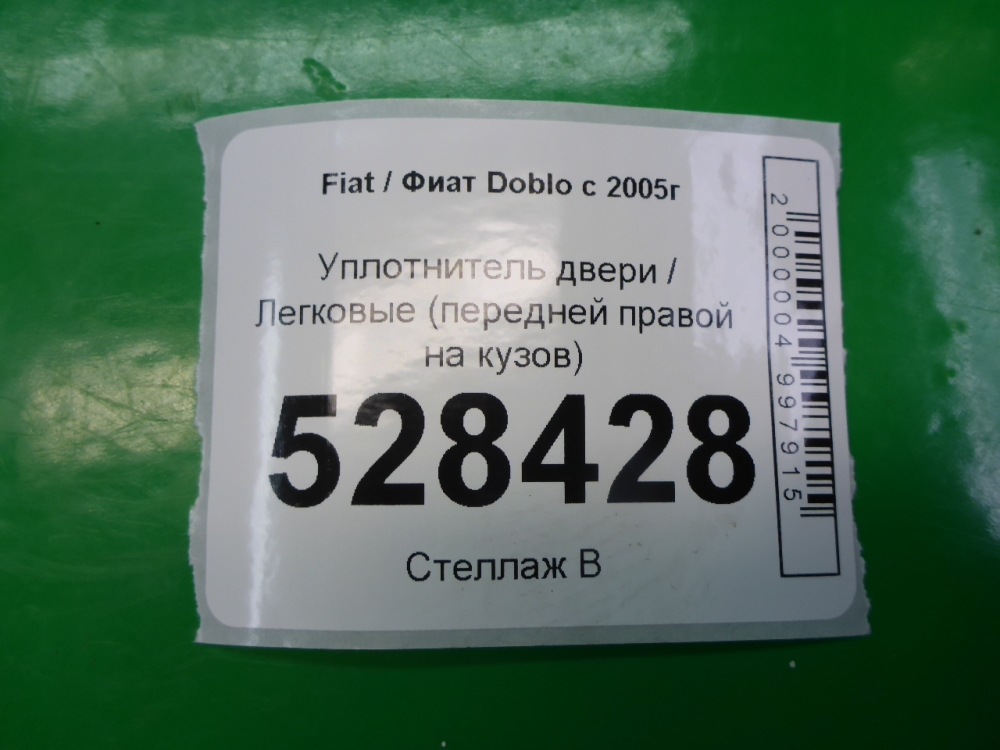 Fiat / Фиат Doblo с 2005г
Уплотнитель двери /
Легковые (передней правой
на кузов)
528428
Стеллаж В
2000004997915